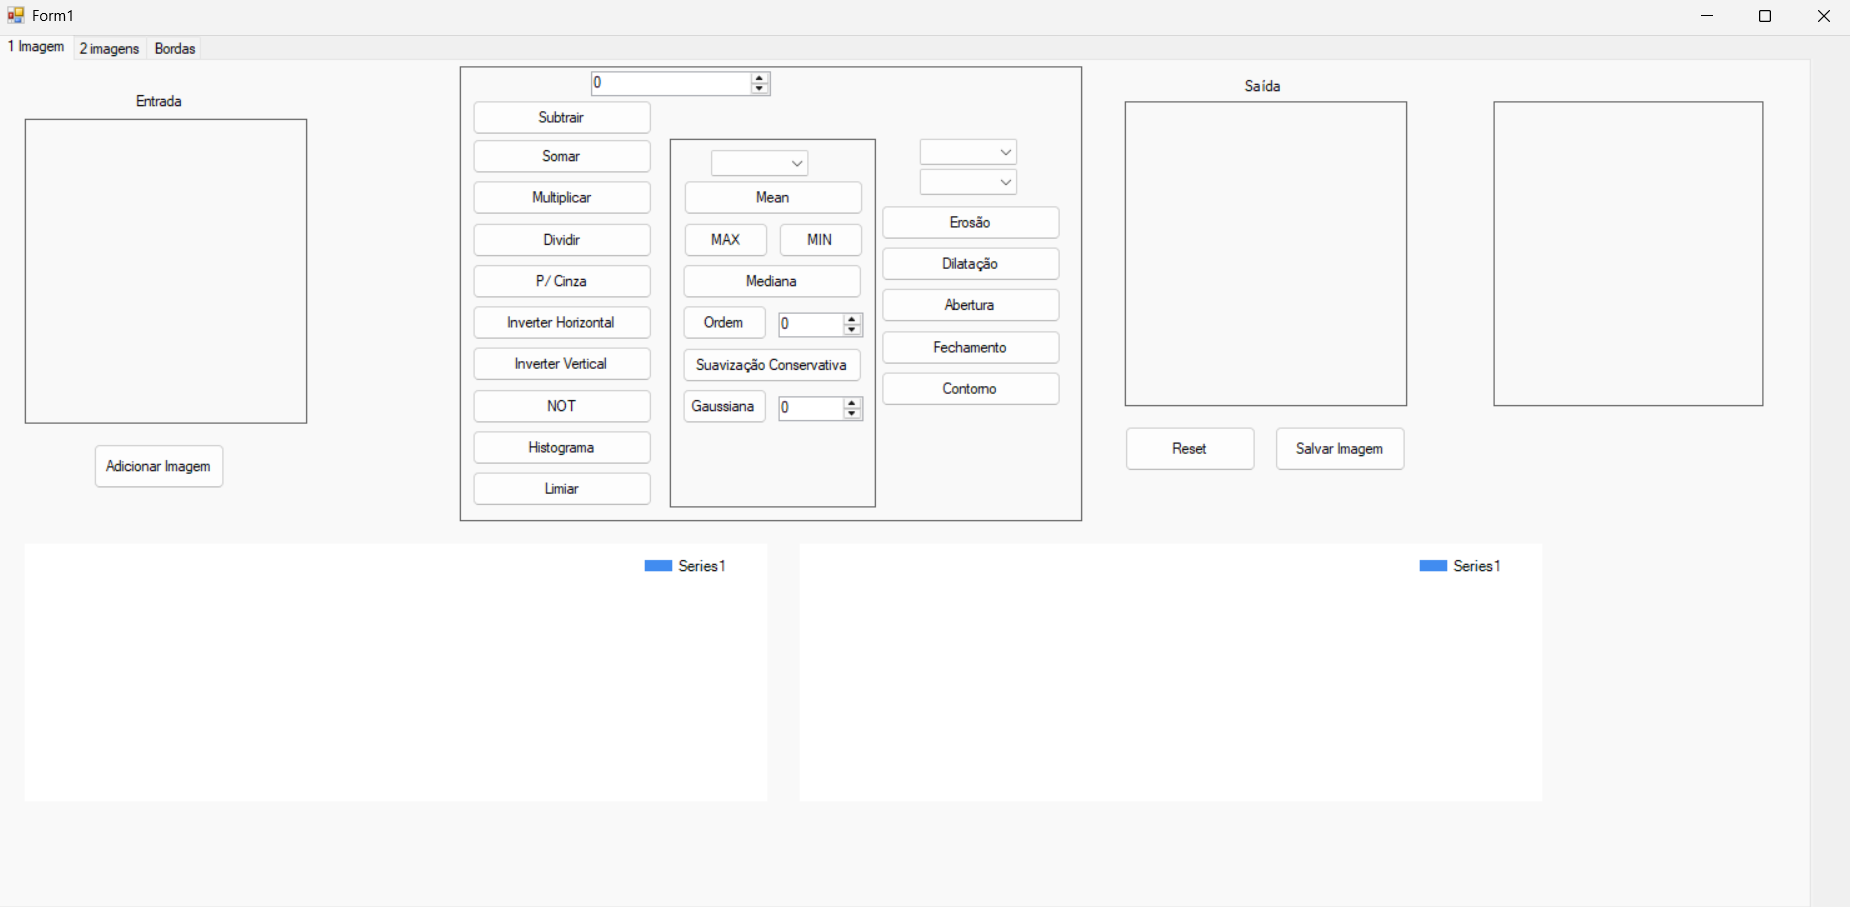 Form1
1 Imagem
2 imagens
Bordas
Entrada
Adicionar Imagem
0
Subtrair
Somar
Multiplicar
Dividir
P/ Cinza
Inverter Horizontal
Inverter Vertical
NOT
Histograma
Limiar
Mean
MAX
MIN
Mediana
Ordem
0
Suavização Conservativa
Gaussiana
0
Erosão
Dilatação
Abertura
Fechamento
Contorno
Saída
Reset
Salvar Imagem
Series1
Series1